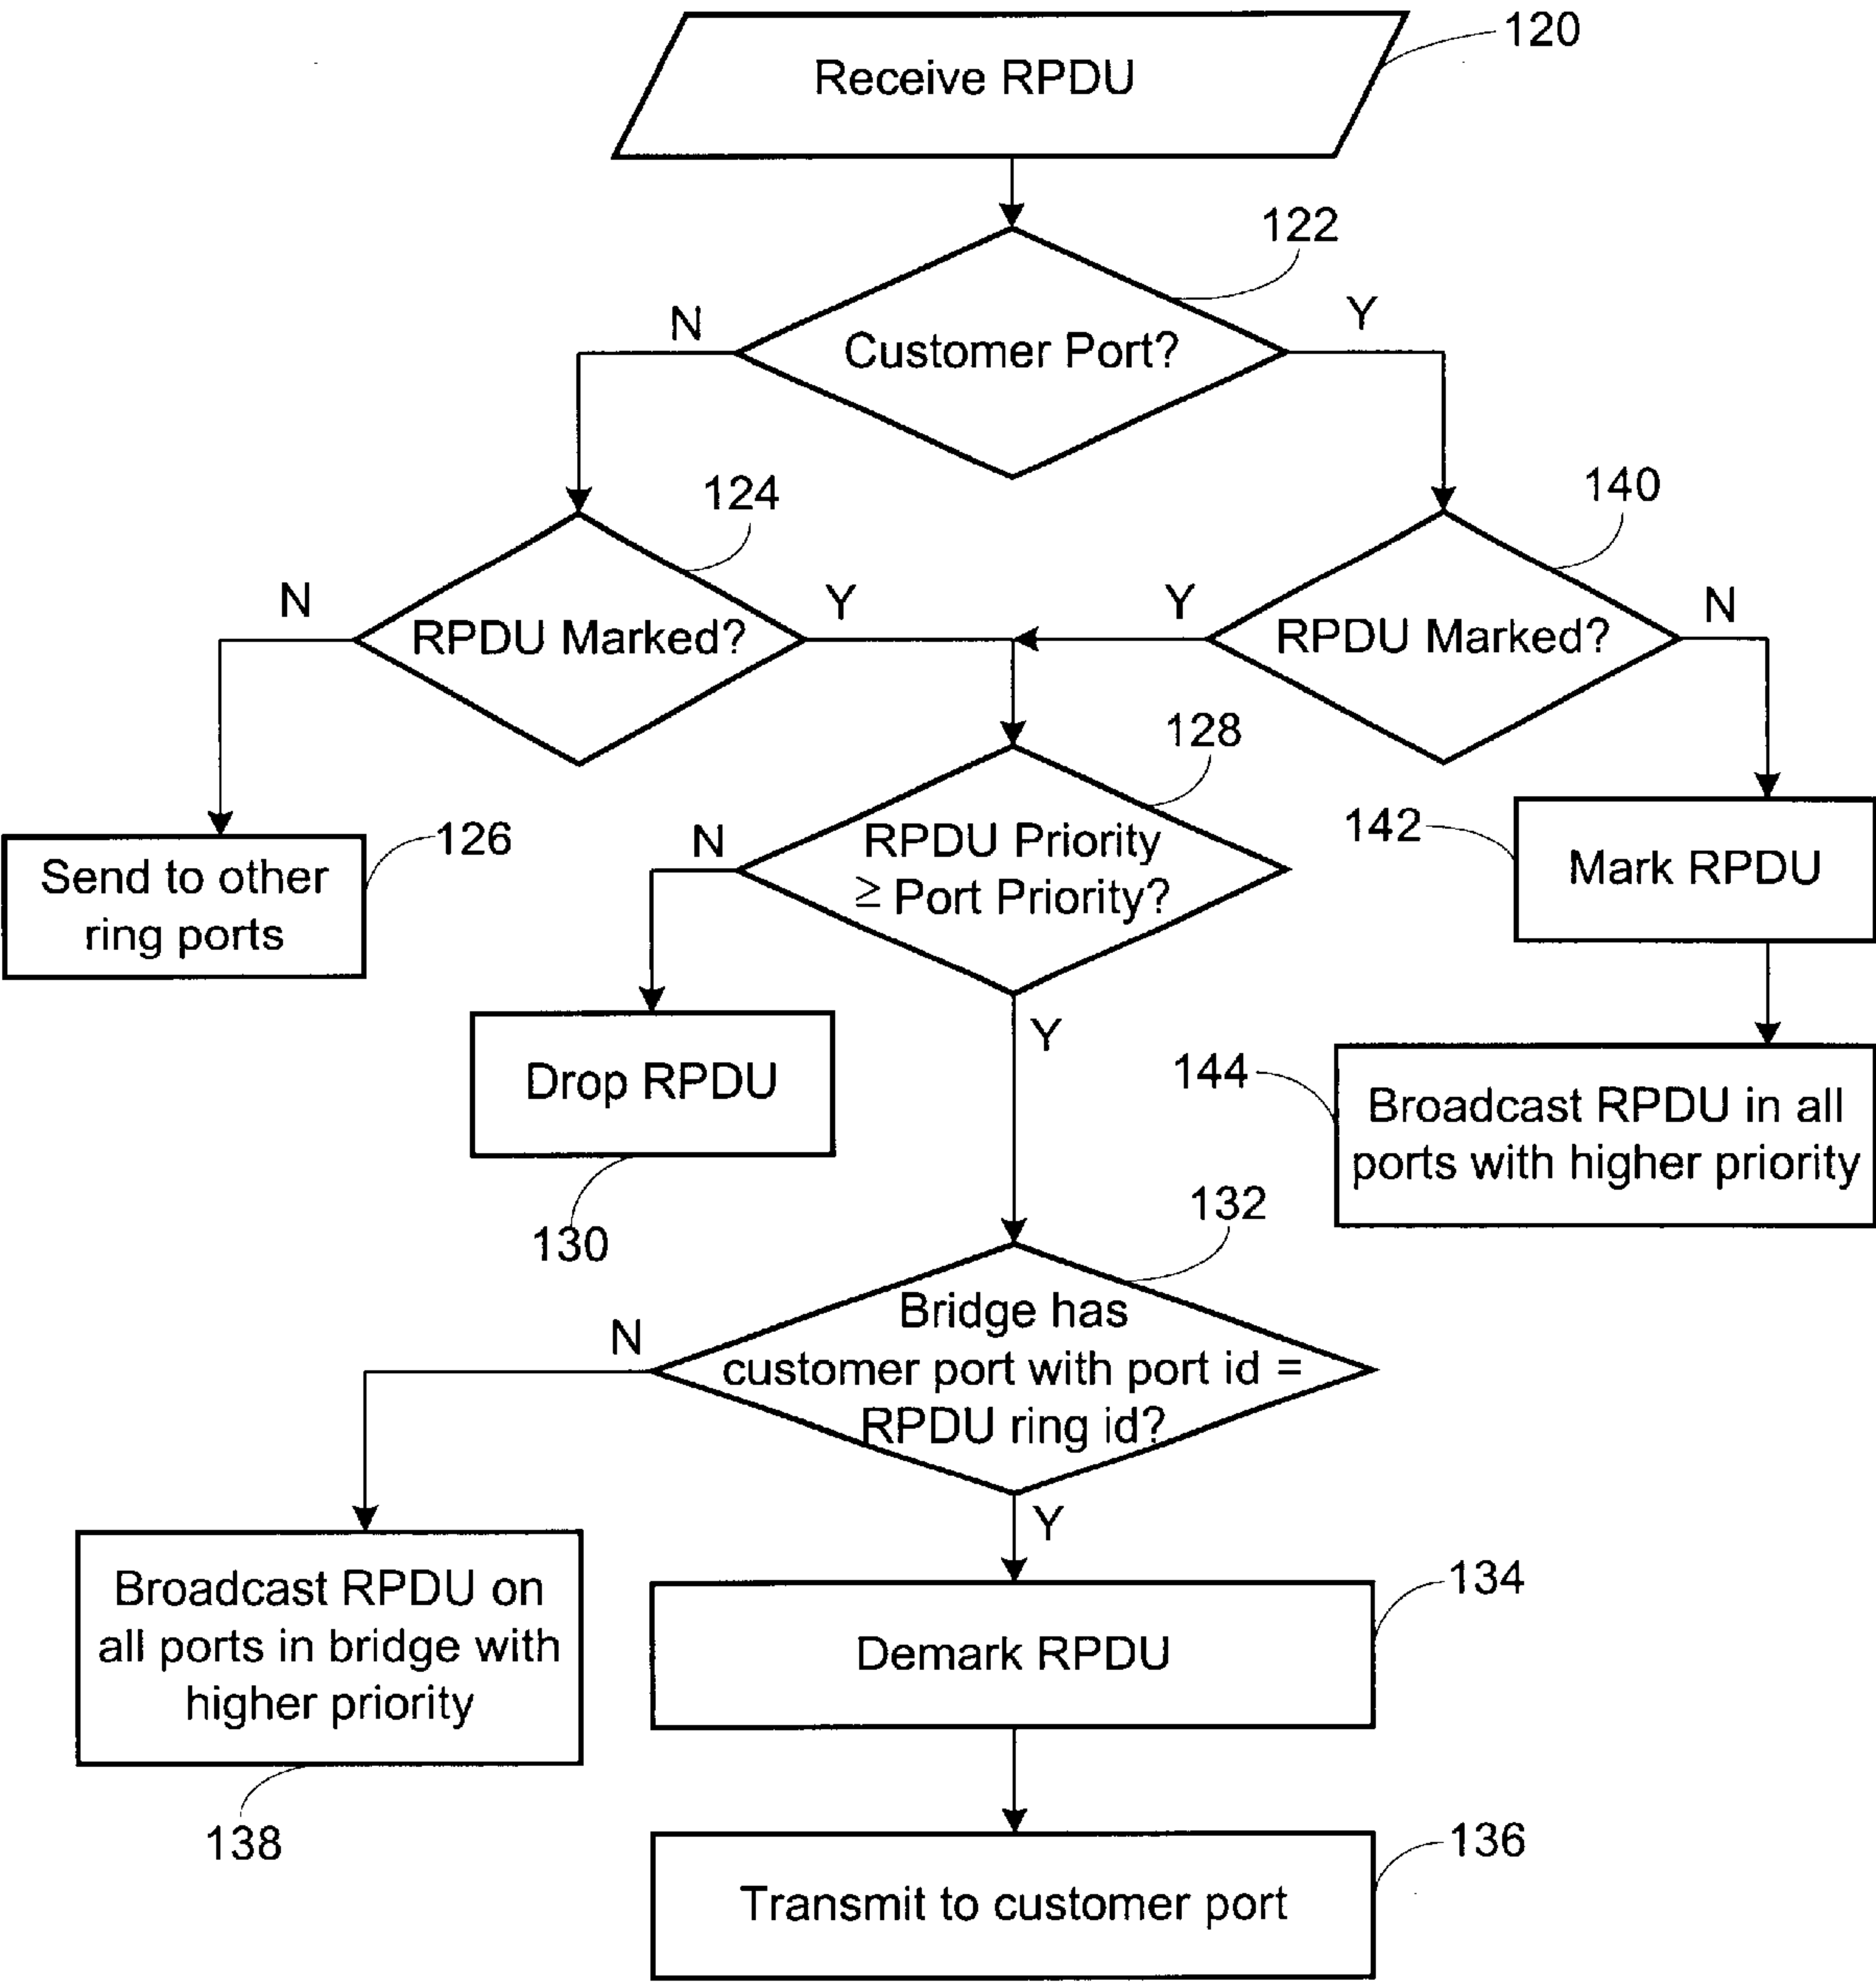 Receive RPDU
120
122
N
Customer Port?
Y
124
140
N
RPDU Marked?
Y
Y
RPDU Marked?
N
128
126
Send to other
ring ports
N
RPDU Priority
≥ Port Priority?
142
Mark RPDU
Y
Drop RPDU
130
144
Broadcast RPDU in all
ports with higher priority
132
N
Bridge has
customer port with port id =
RPDU ring id?
Y
Broadcast RPDU on
all ports in bridge with
higher priority
138
134
Demark RPDU
136
Transmit to customer port